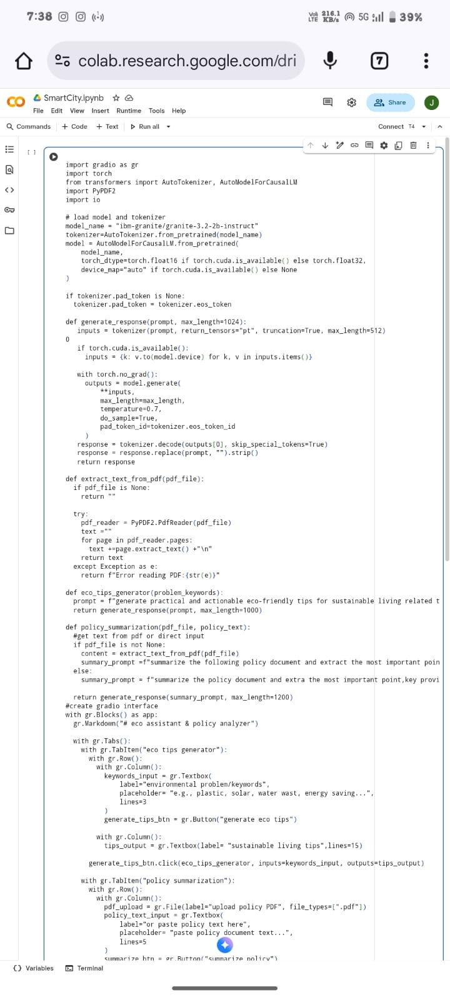 7:38
Vo) LTE 216.1 KB/s 5G 39%
colab.research.google.com/dri
7
SmartCity.ipynb
File Edit View Insert Runtime Tools Help
Share
J
Commands + Code + Text Run all
Connect T4
[ ]
import gradio as gr
import torch
from transformers import AutoTokenizer, AutoModelForCausalLM
import PyPDF2
import io
# load model and tokenizer
model_name = "ibm-granite/granite-3.2-2b-instruct"
tokenizer=AutoTokenizer.from_pretrained(model_name)
model = AutoModelForCausalLM.from_pretrained(
model_name,
torch_dtype=torch.float16 if torch.cuda.is_available() else torch.float32,
device_map="auto" if torch.cuda.is_available() else None
)
if tokenizer.pad_token is None:
tokenizer.pad_token = tokenizer.eos_token
def generate_response(prompt, max_length=1024):
inputs = tokenizer(prompt, return_tensors="pt", truncation=True, max_length=512)
0
if torch.cuda.is_available():
inputs = {k: v.to(model.device) for k, v in inputs.items()}
with torch.no_grad():
outputs = model.generate(
**inputs,
max_length=max_length,
temperature=0.7,
do_sample=True,
pad_token_id=tokenizer.eos_token_id
)
response = tokenizer.decode(outputs[0], skip_special_tokens=True)
response = response.replace(prompt, "").strip()
return response
def extract_text_from_pdf(pdf_file):
if pdf_file is None:
return ""
try:
pdf_reader = PyPDF2.PdfReader(pdf_file)
text =""
for page in pdf_reader.pages:
text +=page.extract_text() +"\n"
return text
except Exception as e:
return f"Error reading PDF:{str(e)}"
def eco_tips_generator(problem_keywords):
prompt = f"generate practical and actionable eco-friendly tips for sustainable living related t
return generate_response(prompt, max_length=1000)
def policy_summarization(pdf_file, policy_text):
#get text from pdf or direct input
if pdf_file is not None:
content = extract_text_from_pdf(pdf_file)
summary_prompt =f"summarize the following policy document and extract the most important poin
else:
summary_prompt = f"summarize the policy document and extra the most important point,key provi
return generate_response(summary_prompt, max_length=1200)
#create gradio interface
with gr.Blocks() as app:
gr.Markdown("# eco assistant & policy analyzer")
with gr.Tabs():
with gr.TabItem("eco tips generator"):
with gr.Row():
with gr.Column():
keywords_input = gr.Textbox(
label="environmental problem/keywords",
placeholder= "e.g., plastic, solar, water wast, energy saving...",
lines=3
)
generate_tips_btn = gr.Button("generate eco tips")
with gr.Column():
tips_output = gr.Textbox(label= "sustainable living tips",lines=15)
generate_tips_btn.click(eco_tips_generator, inputs=keywords_input, outputs=tips_output)
with gr.TabItem("policy summarization"):
with gr.Row():
with gr.Column():
pdf_upload = gr.File(label="upload policy PDF", file_types=[".pdf"])
policy_text_input = gr.Textbox(
label="or paste policy text here",
placeholder= "paste policy document text...",
lines=5
)
summarize_btn = gr.Button("summarize policy")
Variables Terminal